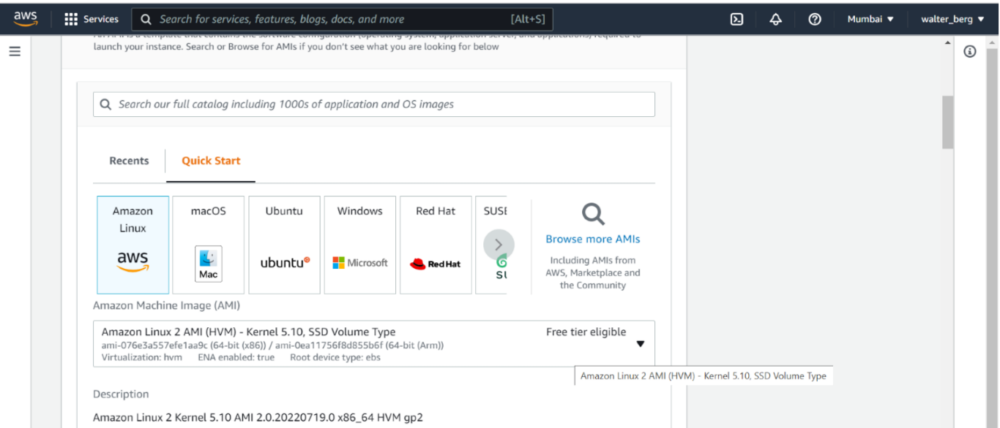 aws
Services
Search for services, features, blogs, docs, and more
[Alt+S]
Mumbai
walter_berg
launch your instance. Search or Browse for AMIs if you don't see what you are looking for below
Search our full catalog including 1000s of application and OS images
Recents
Quick Start
Amazon
Linux
aws
macOS
Mac
Ubuntu
ubuntu
Windows
Microsoft
Red Hat
RedHat
Browse more AMIs
Including AMIs from
AWS, Marketplace and
the Community
Amazon Machine Image (AMI)
Amazon Linux 2 AMI (HVM) - Kernel 5.10, SSD Volume Type
Free tier eligible
ami-076e3a557efe1aa9c (64-bit (x86)) / ami-0ea11756f8d855b6f (64-bit (Arm))
Virtualization: hvm ENA enabled: true Root device type: ebs
Amazon Linux 2 AMI (HVM) - Kernel 5.10, SSD Volume Type
Description
Amazon Linux 2 Kernel 5.10 AMI 2.0.20220719.0 x86_64 HVM gp2